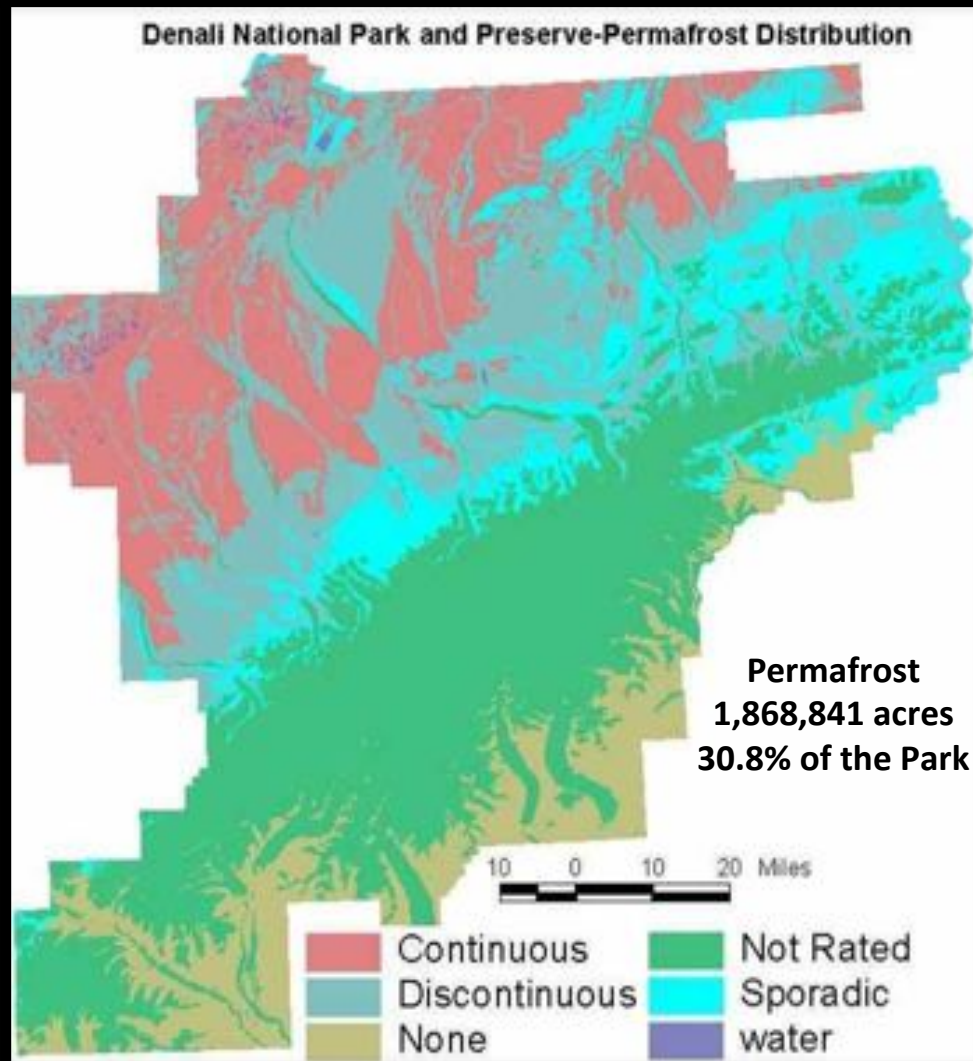 Denali National Park and Preserve-Permafrost Distribution
Permafrost
1,868,841 acres
30.8% of the Park
10 0 10 20 Miles
Continuous
Discontinuous
None
Not Rated
Sporadic
water